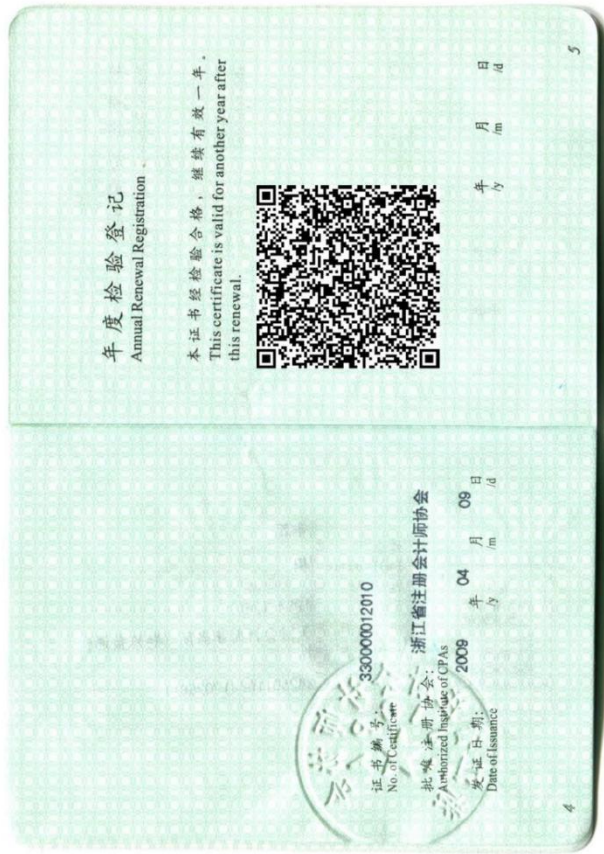 证书编号:
No. of Certificate
330000012010
批准注册协会:
Authorized Institute of CPAs
浙江省注册会计师协会
发证日期:
Date of Issuance
2009 年 /y 04 月 /m 09 日 /d
4
年度检验登记
Annual Renewal Registration
本证书经检验合格，继续有效一年。
This certificate is valid for another year after
this renewal.
年 /y 月 /m 日 /d
5